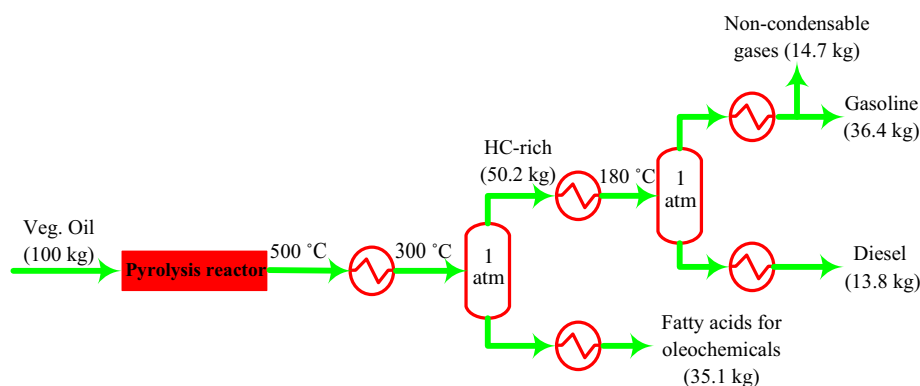 Non-condensable
gases (14.7 kg)
Gasoline
(36.4 kg)
HC-rich
(50.2 kg)
180 ˚C
1
atm
Veg. Oil
(100 kg)
Pyrolysis reactor
500 ˚C
300 ˚C
1
atm
Diesel
(13.8 kg)
Fatty acids for
oleochemicals
(35.1 kg)